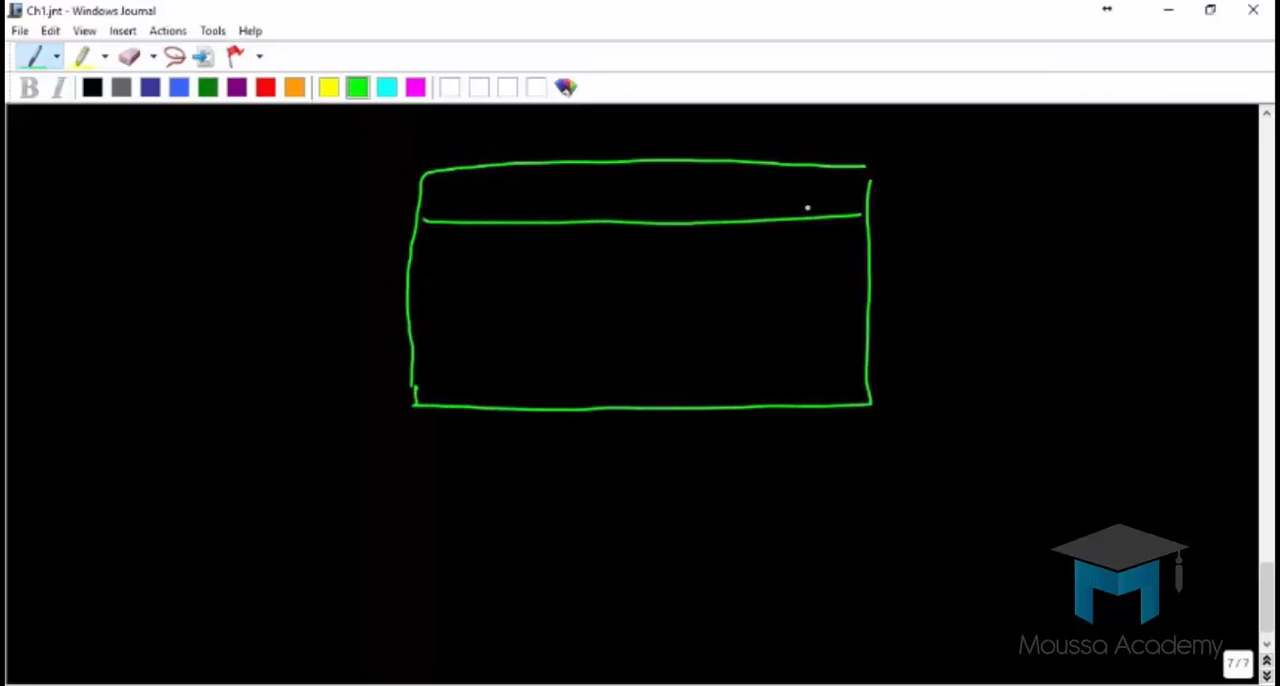 Ch1.jnt - Windows Journal
File Edit View Insert Actions Tools Help
B I
Moussa Academy
7/7